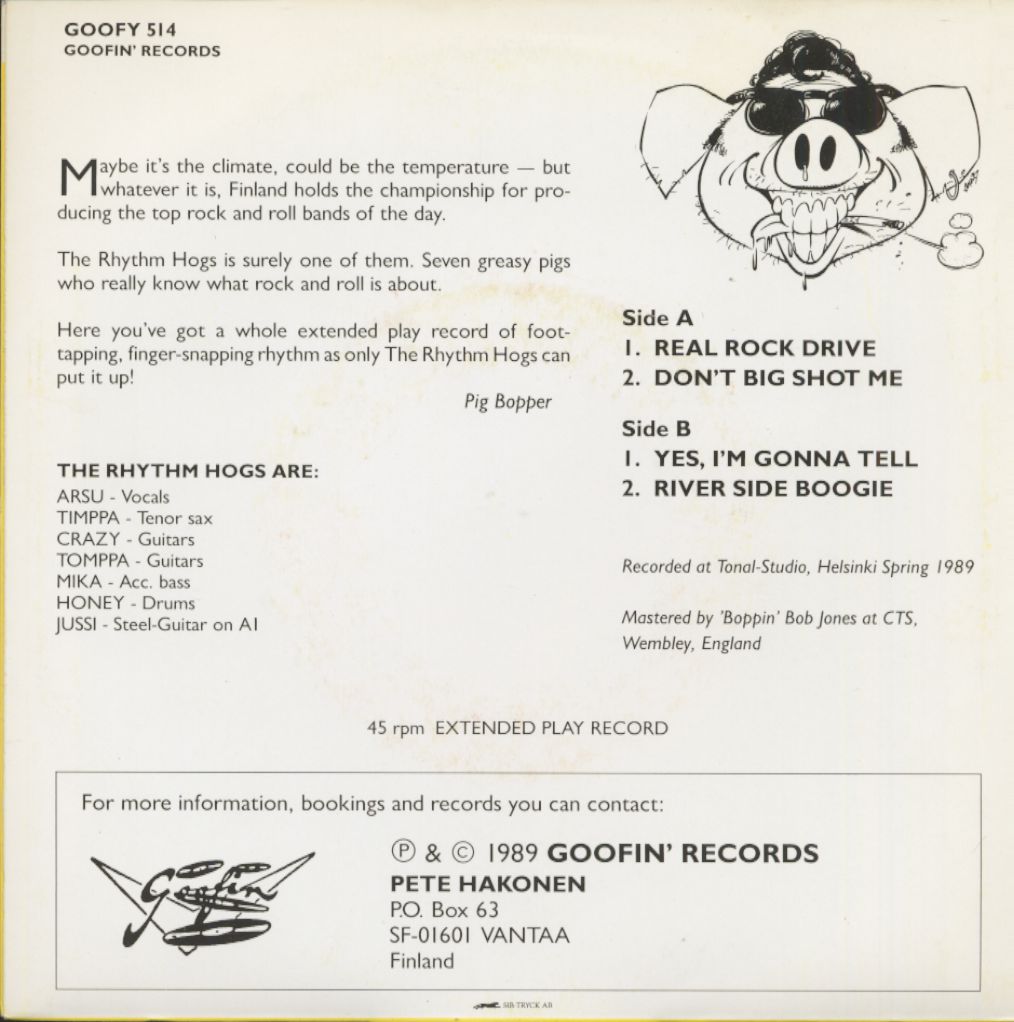 GOOFY 514
GOOFIN' RECORDS
Maybe it's the climate, could be the temperature — but
whatever it is, Finland holds the championship for pro-
ducing the top rock and roll bands of the day.
The Rhythm Hogs is surely one of them. Seven greasy pigs
who really know what rock and roll is about.
Here you've got a whole extended play record of foot-
tapping, finger-snapping rhythm as only The Rhythm Hogs can
put it up!
Pig Bopper
THE RHYTHM HOGS ARE:
ARSU - Vocals
TIMPPA - Tenor sax
CRAZY - Guitars
TOMPPA - Guitars
MIKA - Acc. bass
HONEY - Drums
JUSSI - Steel-Guitar on A1
Side A
1. REAL ROCK DRIVE
2. DON'T BIG SHOT ME
Side B
1. YES, I'M GONNA TELL
2. RIVER SIDE BOOGIE
Recorded at Tonal-Studio, Helsinki Spring 1989
Mastered by 'Boppin' Bob Jones at CTS,
Wembley, England
45 rpm EXTENDED PLAY RECORD
For more information, bookings and records you can contact:
Goofin
Ⓟ & © 1989 GOOFIN' RECORDS
PETE HAKONEN
P.O. Box 63
SF-01601 VANTAA
Finland
SIB-TRYCK AB